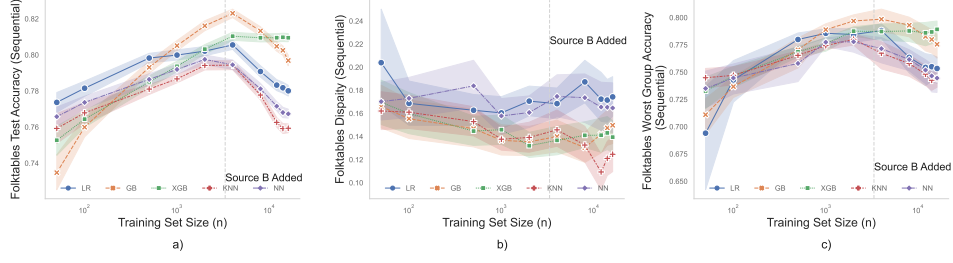 Folktables Test Accuracy (Sequential)
0.82
0.80
0.78
0.76
0.74
Source B Added
LR GB XGB KNN NN
10² 10³ 10⁴
Training Set Size (n)
a)
Folktables Dispaity (Sequential)
0.24
0.22
0.20
0.18
0.16
0.14
0.12
0.10
Source B Added
LR GB XGB KNN NN
10² 10³ 10⁴
Training Set Size (n)
b)
Folktables Worst Group Accuracy
(Sequential)
0.800
0.775
0.750
0.725
0.700
0.675
0.650
Source B Added
LR GB XGB KNN NN
10² 10³ 10⁴
Training Set Size (n)
c)